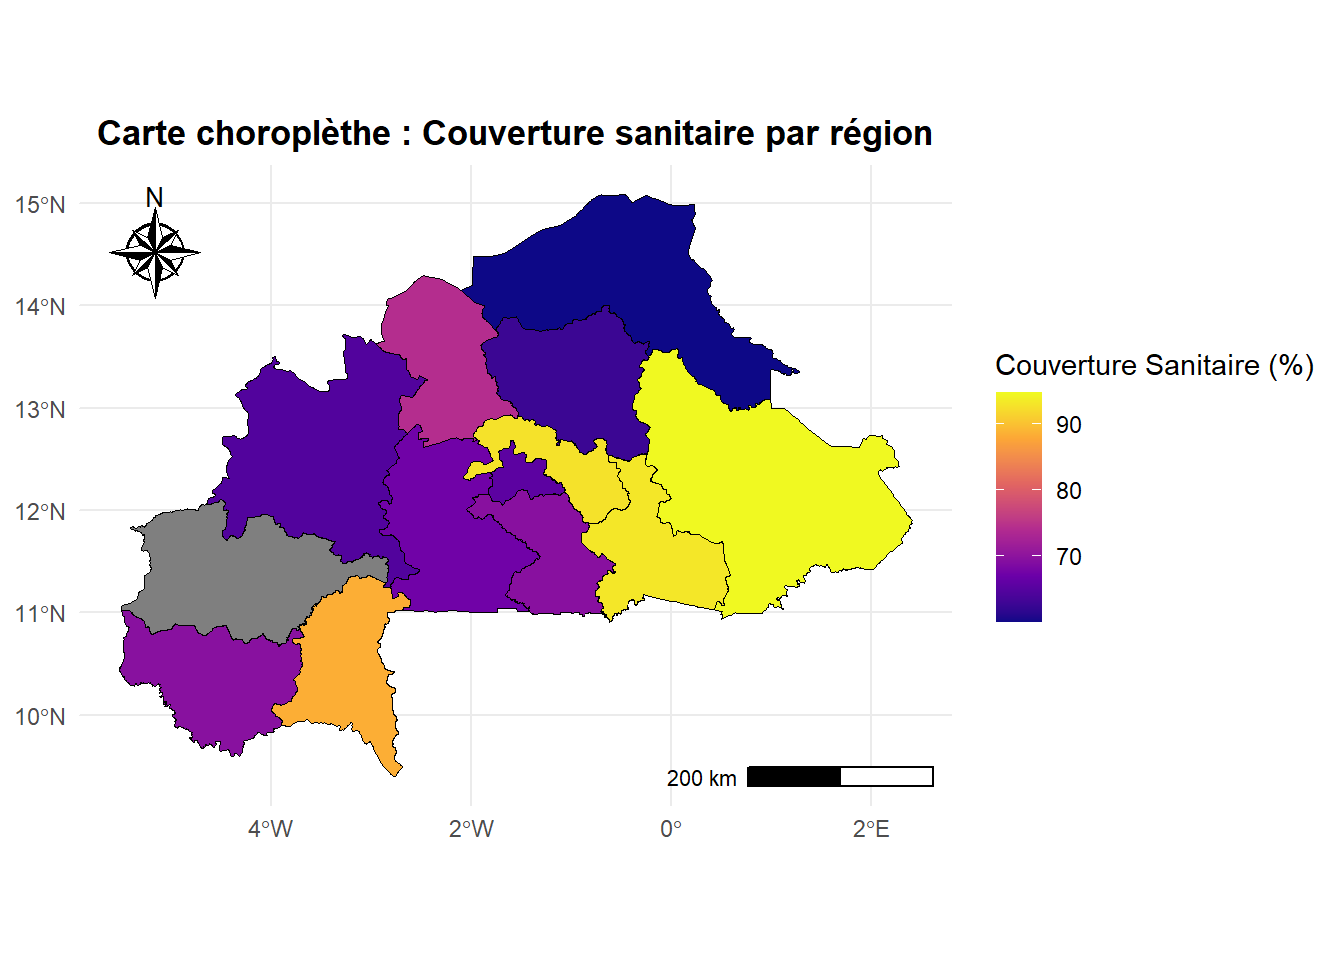 Carte choroplèthe : Couverture sanitaire par région
N
15°N
14°N
13°N
12°N
11°N
10°N
4°W
2°W
0°
2°E
200 km
Couverture Sanitaire (%)
90
80
70